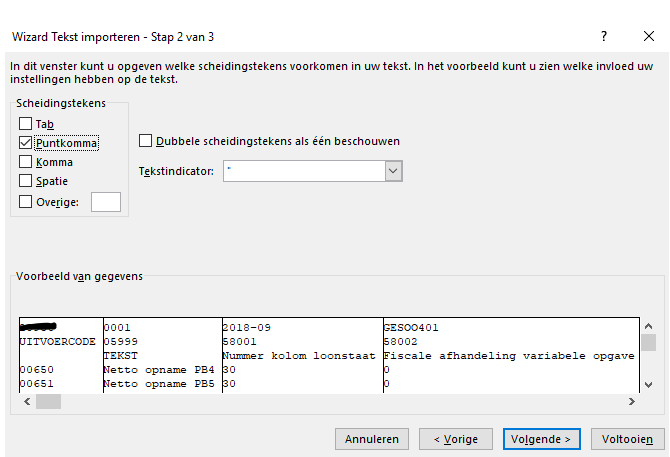 Wizard Tekst importeren - Stap 2 van 3
In dit venster kunt u opgeven welke scheidingstekens voorkomen in uw tekst. In het voorbeeld kunt u zien welke invloed uw
instellingen hebben op de tekst.
Scheidingstekens
Tab
Puntkomma
Komma
Spatie
Overige:
Dubbele scheidingstekens als één beschouwen
Tekstindicator: "
Voorbeeld van gegevens
0001 2018-09 GESOO401
UITVOERCODE 05999 58001 58002
TEKST Nummer kolom loonstaat Fiscale afhandeling variabele opgave
00650 Netto opname PB4 30 0
00651 Netto opname PB5 30 0
Annuleren < Vorige Volgende > Voltooien